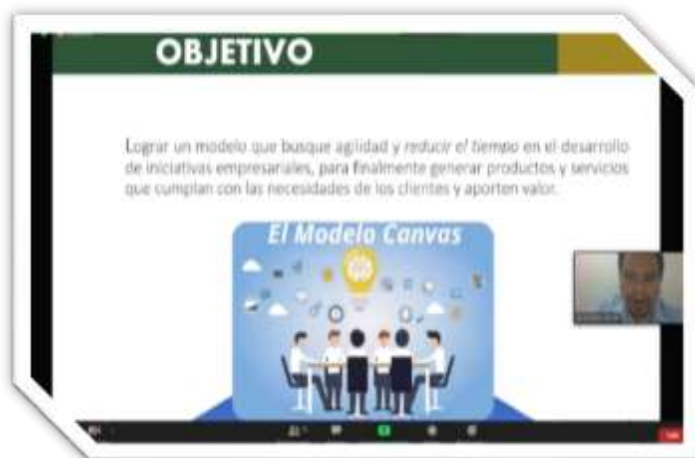 OBJETIVO
Lograr un modelo que busque agilidad y reducir el tiempo en el desarrollo
de iniciativas empresariales, para finalmente generar productos y servicios
que cumplan con las necesidades de los clientes y aporten valor.
El Modelo Canvas